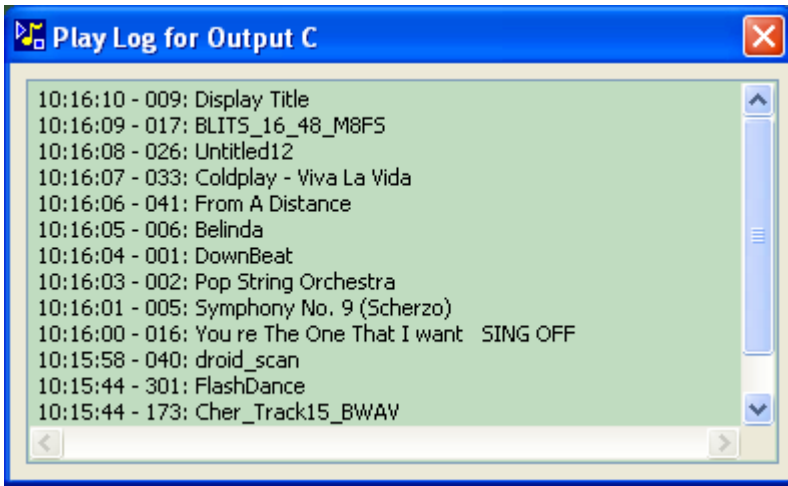 Play Log for Output C
10:16:10 - 009: Display Title
10:16:09 - 017: BLITS_16_48_M8FS
10:16:08 - 026: Untitled12
10:16:07 - 033: Coldplay - Viva La Vida
10:16:06 - 041: From A Distance
10:16:05 - 006: Belinda
10:16:04 - 001: DownBeat
10:16:03 - 002: Pop String Orchestra
10:16:01 - 005: Symphony No. 9 (Scherzo)
10:16:00 - 016: You re The One That I want   SING OFF
10:15:58 - 040: droid_scan
10:15:44 - 301: FlashDance
10:15:44 - 173: Cher_Track15_BWAV